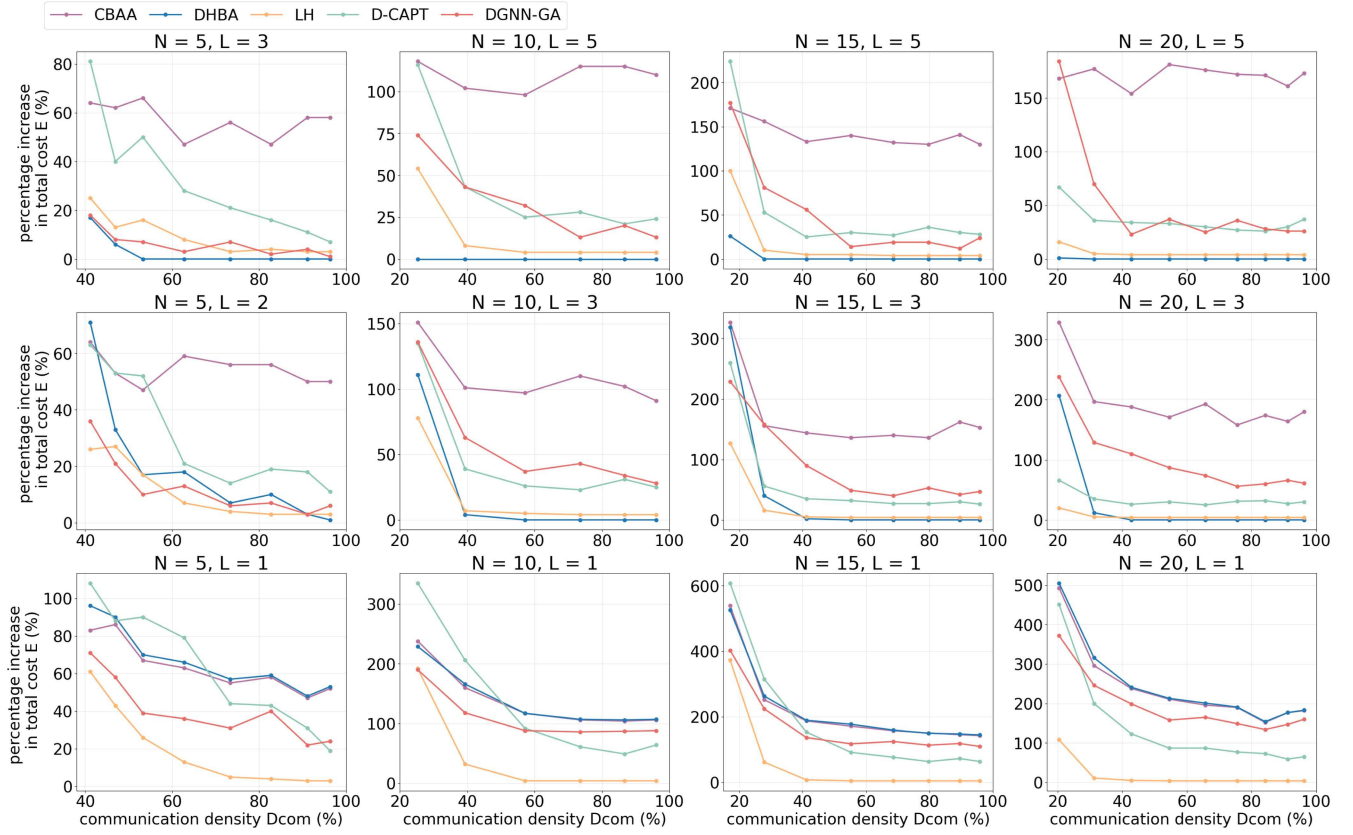 CBAA DHBA LH D-CAPT DGNN-GA
N = 5, L = 3 N = 10, L = 5 N = 15, L = 5 N = 20, L = 5
percentage increase
in total cost E (%)
80
60
40
20
0
100
75
50
25
0
200
150
100
50
0
150
100
50
0
40 60 80 100
20 40 60 80 100
20 40 60 80 100
20 40 60 80 100
N = 5, L = 2 N = 10, L = 3 N = 15, L = 3 N = 20, L = 3
percentage increase
in total cost E (%)
60
40
20
0
150
100
50
0
300
200
100
0
300
200
100
0
40 60 80 100
20 40 60 80 100
20 40 60 80 100
20 40 60 80 100
N = 5, L = 1 N = 10, L = 1 N = 15, L = 1 N = 20, L = 1
percentage increase
in total cost E (%)
100
80
60
40
20
0
300
200
100
0
600
400
200
0
500
400
300
200
100
0
40 60 80 100
20 40 60 80 100
20 40 60 80 100
20 40 60 80 100
communication density Dcom (%) communication density Dcom (%) communication density Dcom (%) communication density Dcom (%)